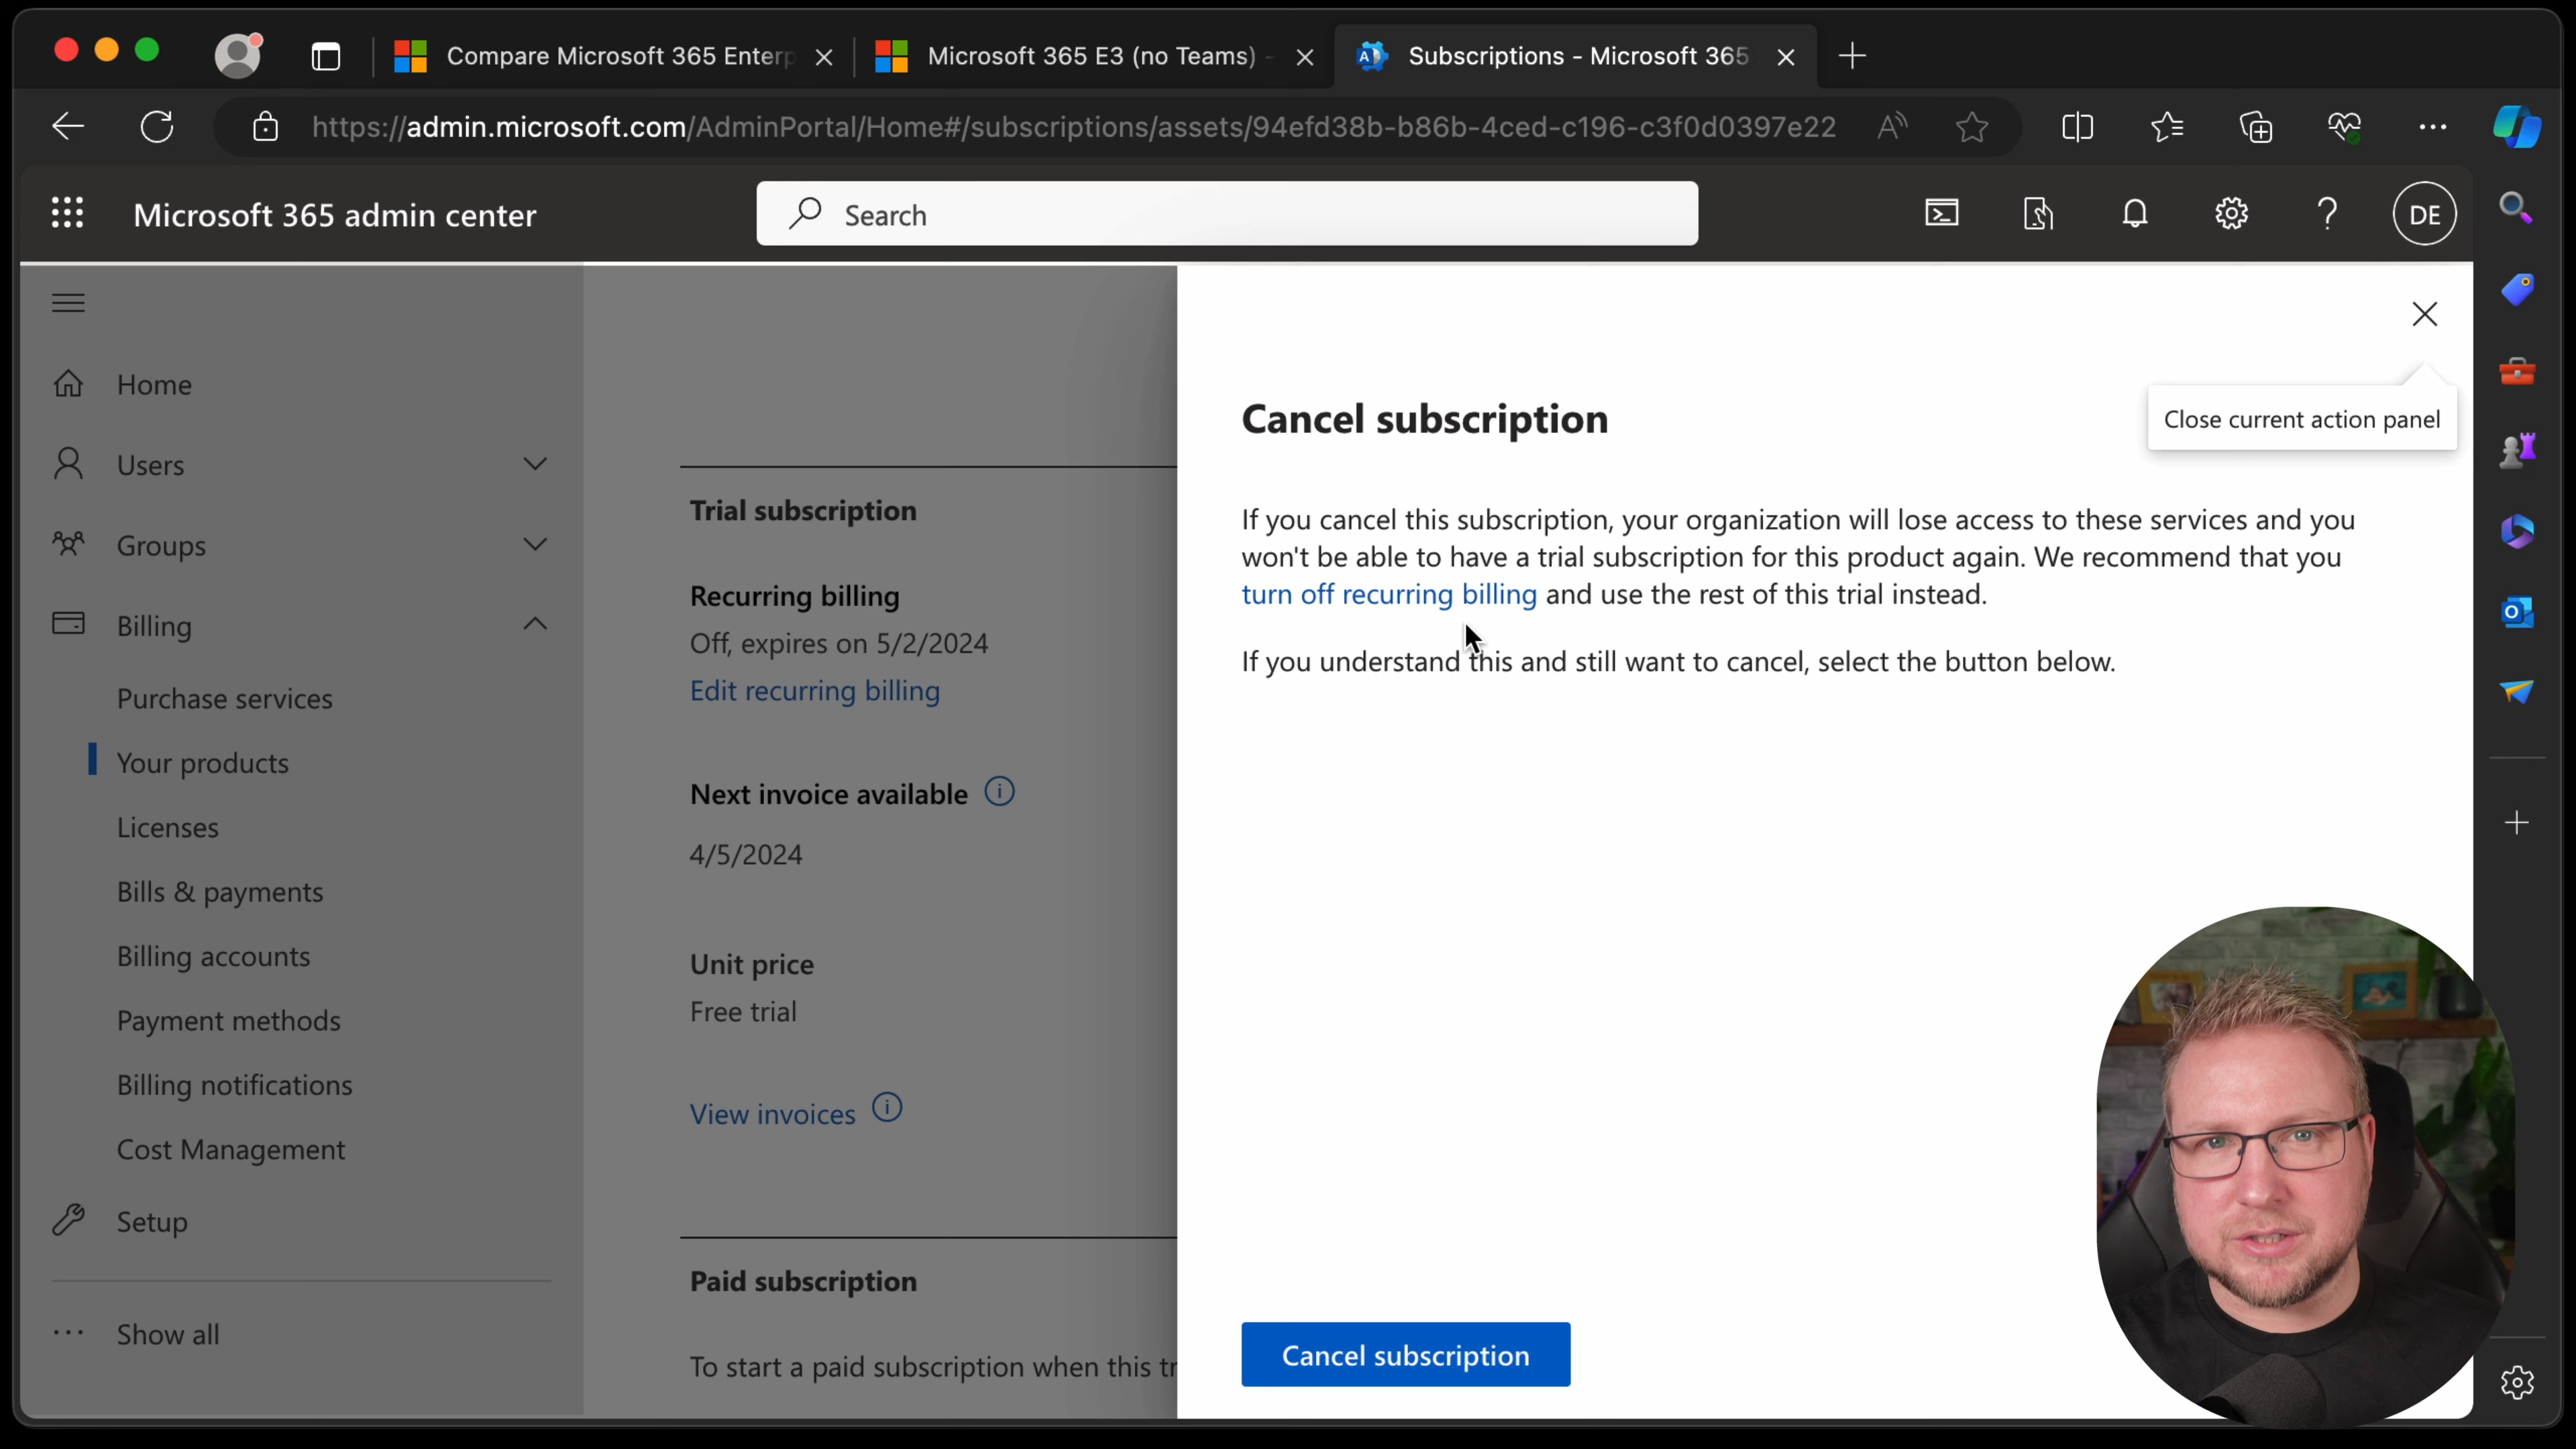 Compare Microsoft 365 Enterp
Microsoft 365 E3 (no Teams) -
Subscriptions - Microsoft 365
https://admin.microsoft.com/AdminPortal/Home#/subscriptions/assets/94efd38b-b86b-4ced-c196-c3f0d0397e22
Microsoft 365 admin center
Search
DE
Home
Users
Groups
Billing
Purchase services
Your products
Licenses
Bills & payments
Billing accounts
Payment methods
Billing notifications
Cost Management
Setup
Show all
Trial subscription
Recurring billing
Off, expires on 5/2/2024
Edit recurring billing
Next invoice available
4/5/2024
Unit price
Free trial
View invoices
Paid subscription
To start a paid subscription when this tr
Close current action panel
Cancel subscription
If you cancel this subscription, your organization will lose access to these services and you
won't be able to have a trial subscription for this product again. We recommend that you
turn off recurring billing and use the rest of this trial instead.
If you understand this and still want to cancel, select the button below.
Cancel subscription